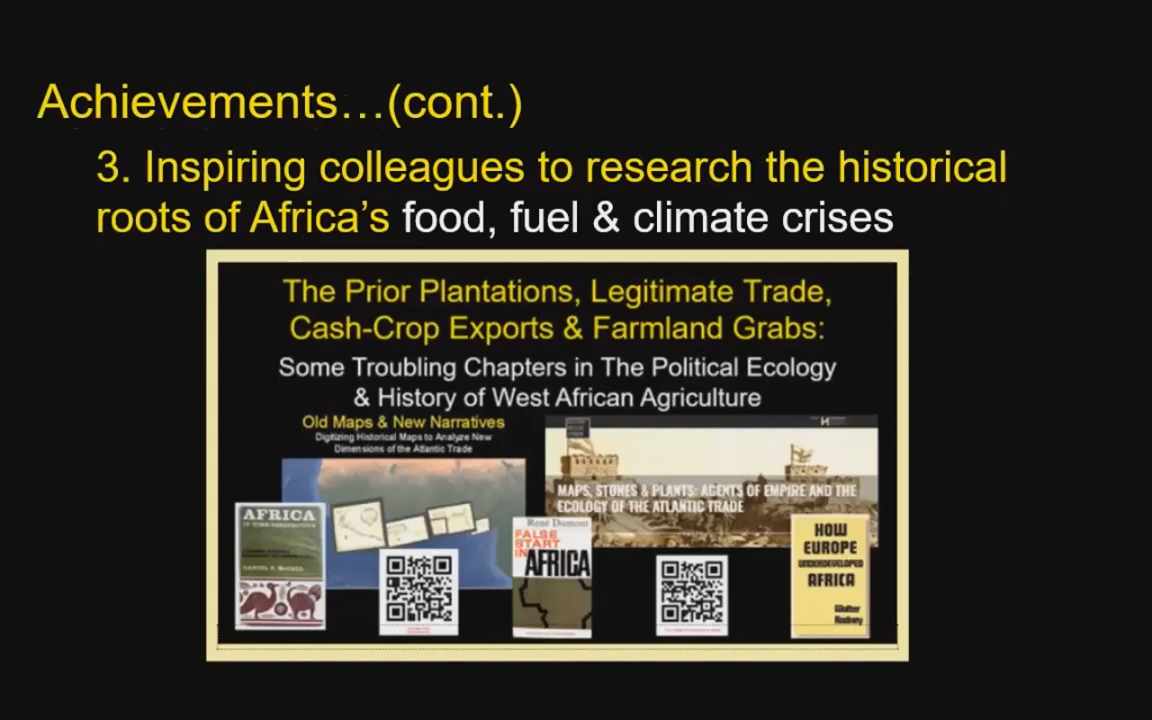 Achievements…(cont.)
3. Inspiring colleagues to research the historical
roots of Africa's food, fuel & climate crises
The Prior Plantations, Legitimate Trade,
Cash-Crop Exports & Farmland Grabs:
Some Troubling Chapters in The Political Ecology
& History of West African Agriculture
Old Maps & New Narratives
Digitizing Historical Maps to Analyze New
Dimensions of the Atlantic Trade
MAPS, STONES & PLANTS: AGENTS OF EMPIRE AND THE
ECOLOGY OF THE ATLANTIC TRADE
AFRICA
IN TIME-PERSPECTIVE
DANIEL F. McCALL
René Dumont
FALSE
START
IN AFRICA
HOW
EUROPE
UNDERDEVELOPED
AFRICA
Walter
Rodney